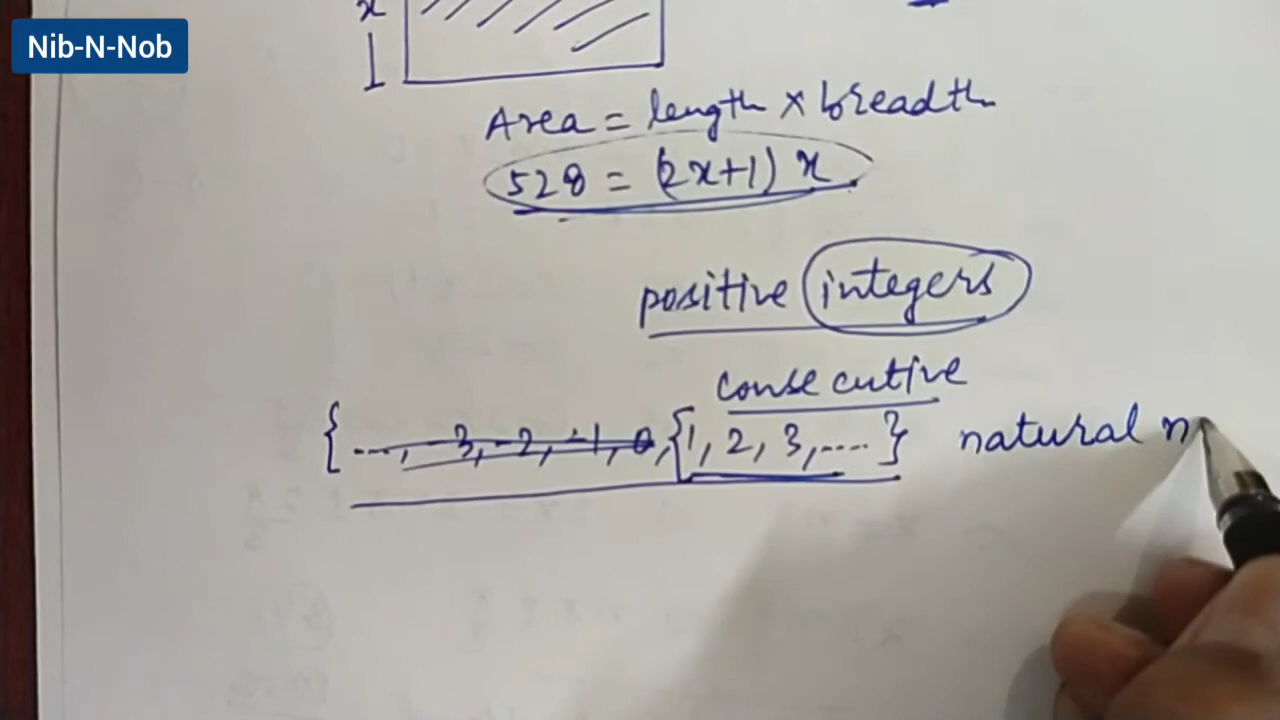 Nib-N-Nob
x
Area = length × breadth
528 = (2x+1) x
positive integers
consecutive
{ ..., -3, -2, -1, 0, {1, 2, 3, .... } natural n